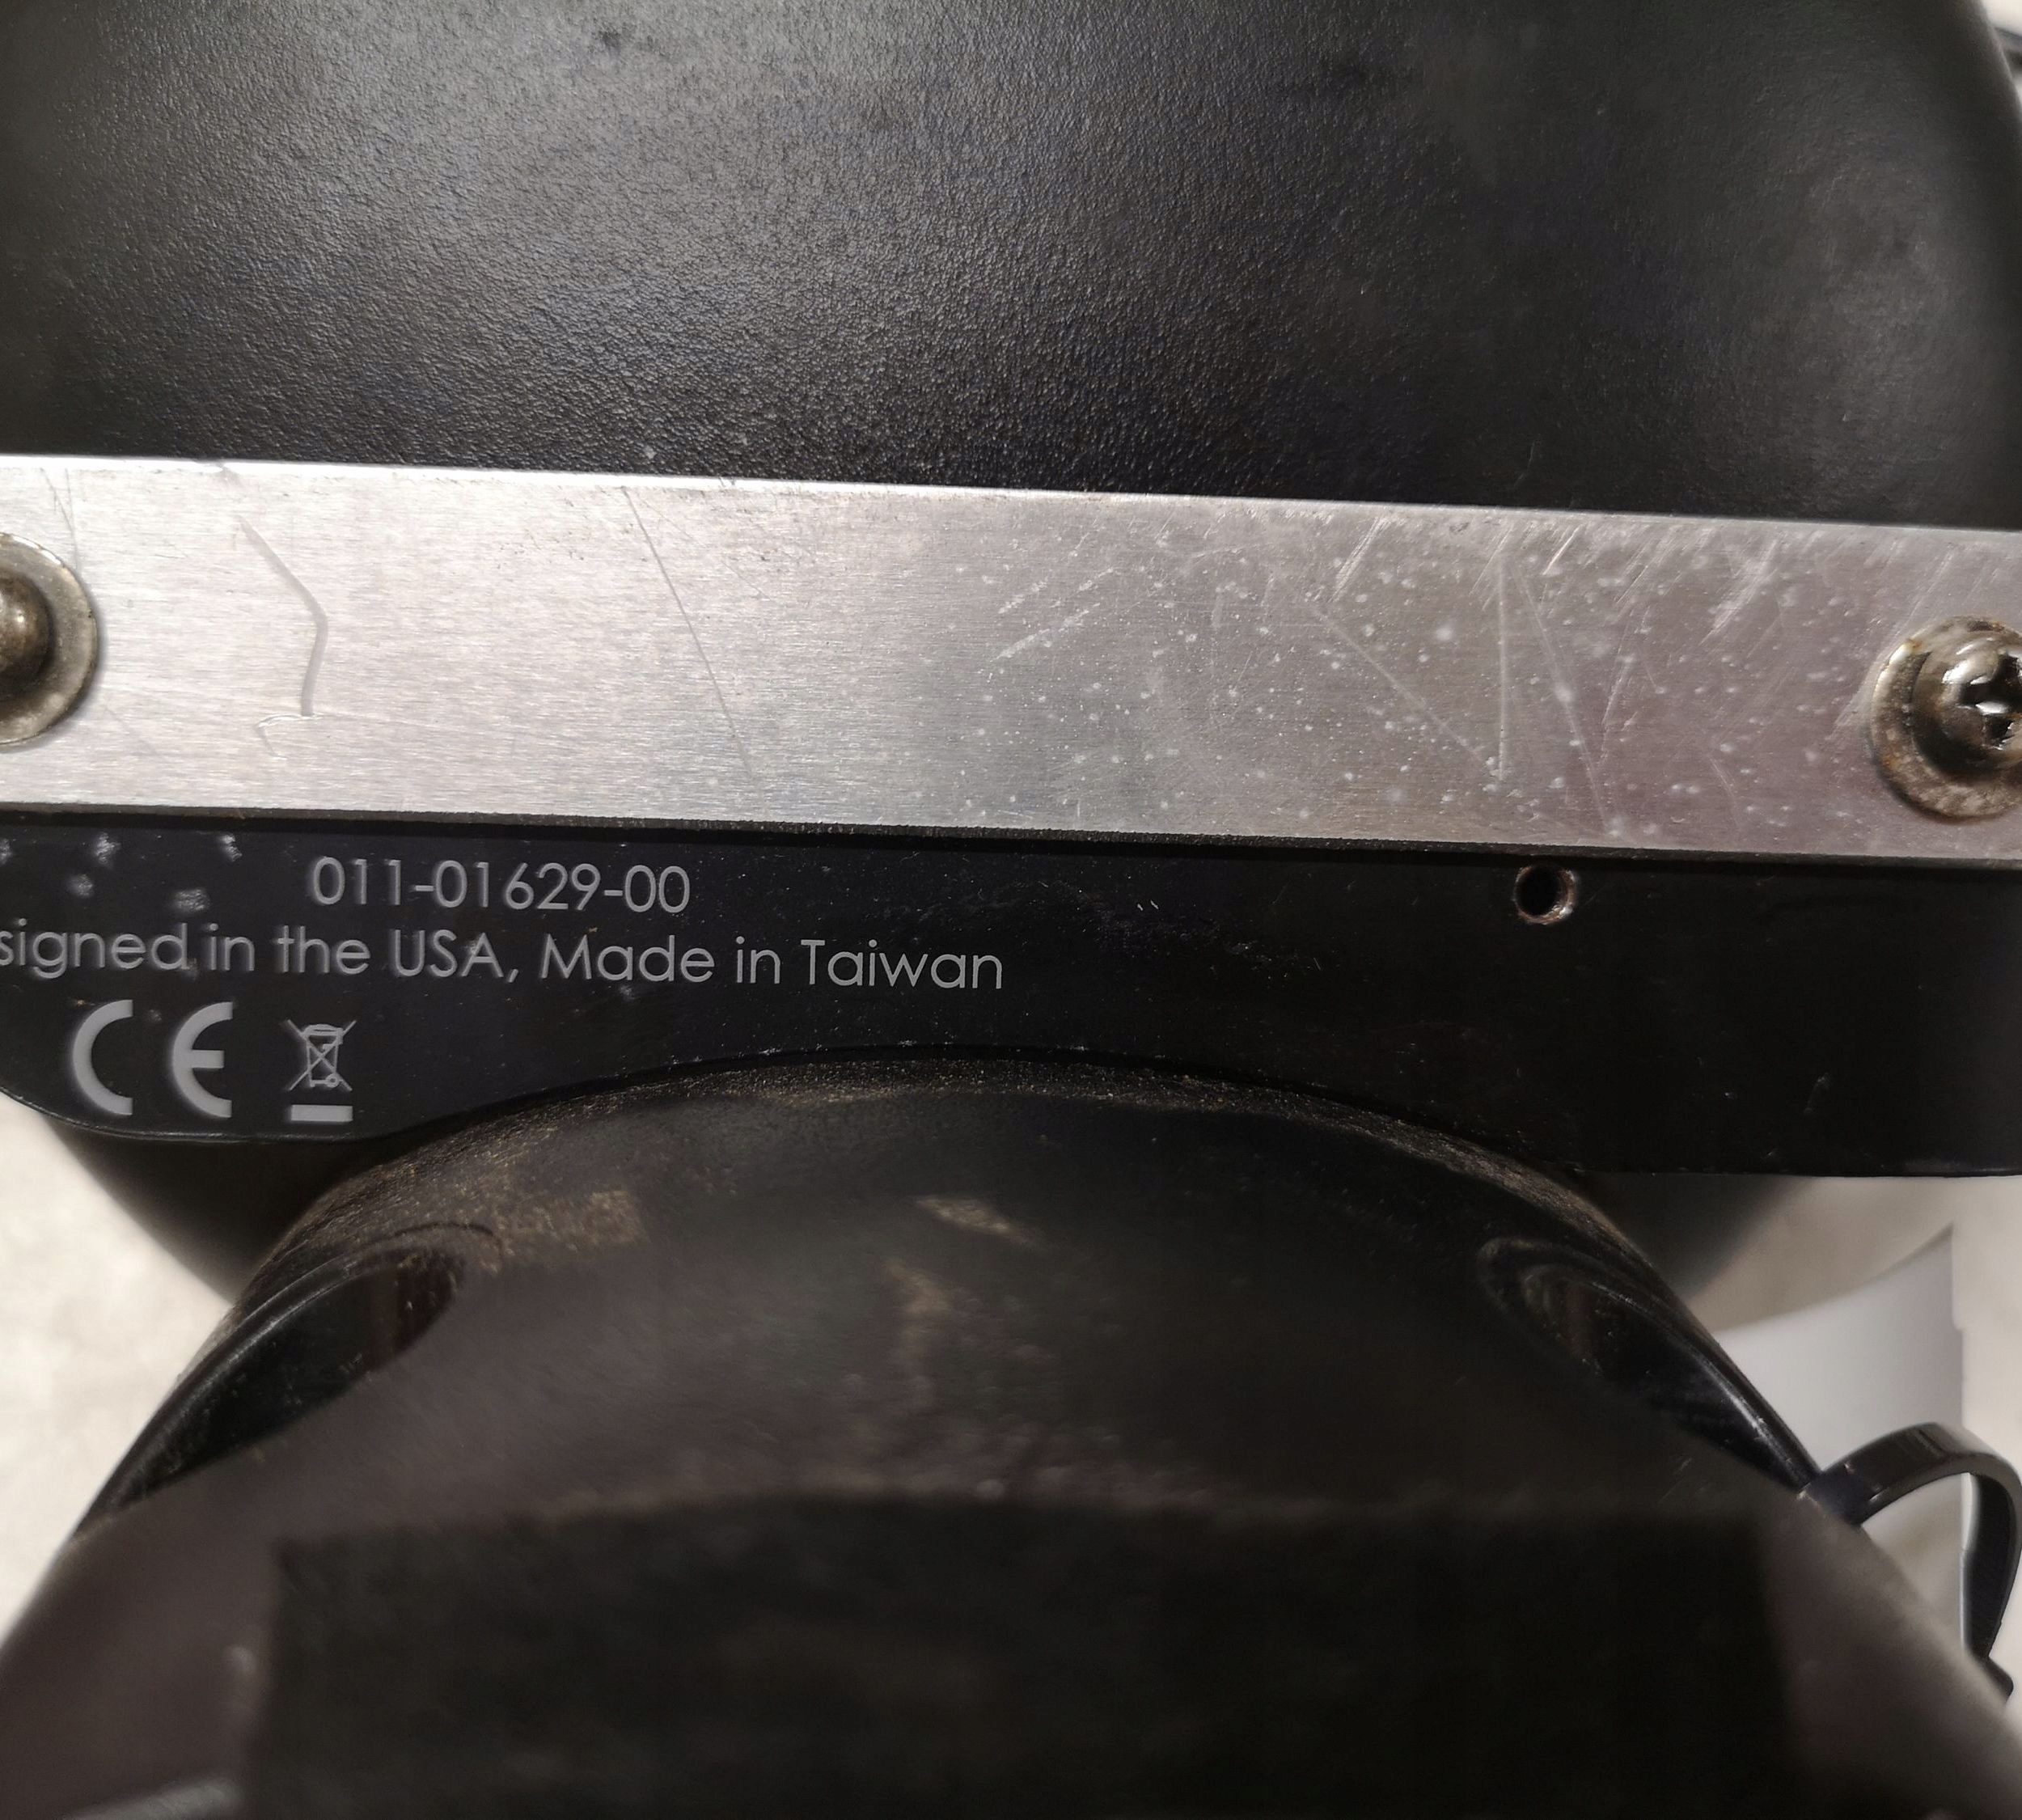 011-01629-00
signed in the USA, Made in Taiwan
CE